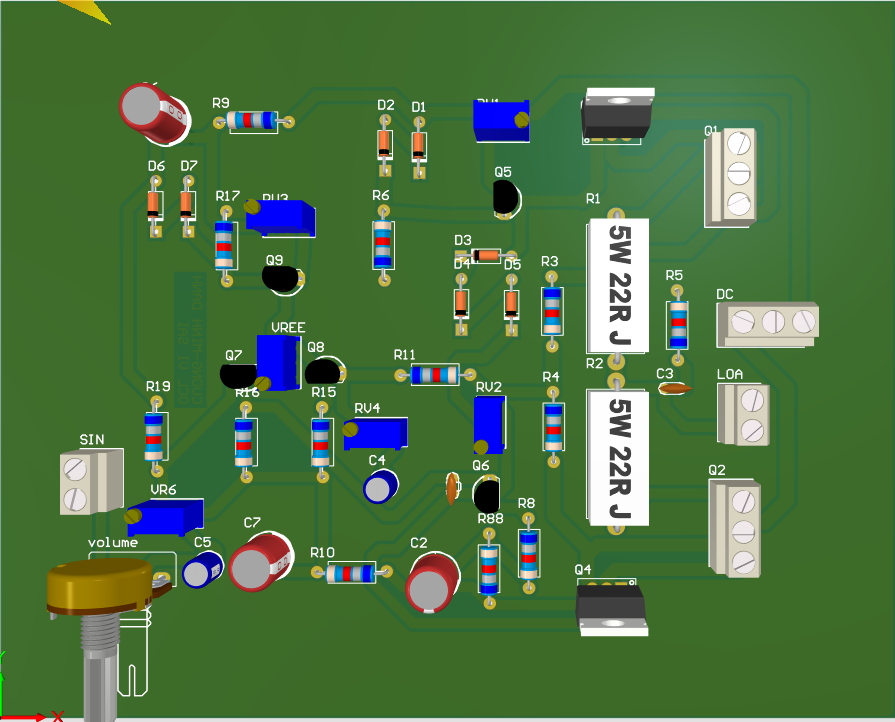 R9
D2
D1
Q1
D6
D7
R17
RV3
R6
Q5
R1
D3
Q9
D4
D5
R3
R5
DC
5W 22R J
VREE
Q7
Q8
R11
R2
C3
LOA
R19
R16
R15
RV4
RV2
R4
5W 22R J
SIN
C4
Q6
Q2
VR6
R88
R8
volume
C5
C7
R10
C2
Q4
Y
X